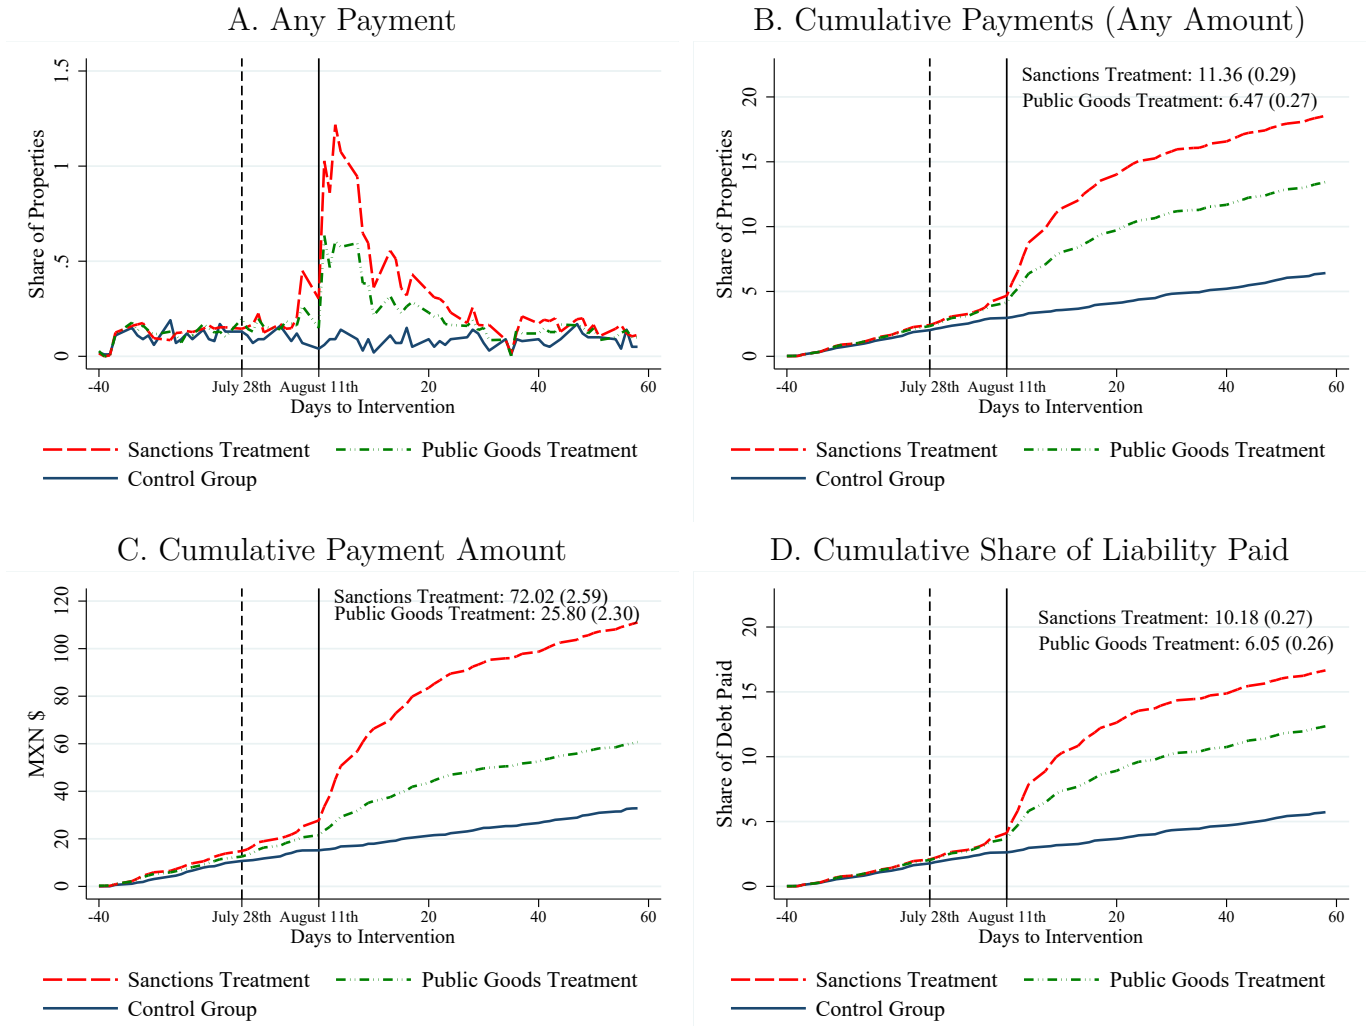 A. Any Payment
Share of Properties
1.5
1
.5
0
-40
July 28th
August 11th
20
40
60
Days to Intervention
Sanctions Treatment
Public Goods Treatment
Control Group
B. Cumulative Payments (Any Amount)
Sanctions Treatment: 11.36 (0.29)
Public Goods Treatment: 6.47 (0.27)
Share of Properties
20
15
10
5
0
-40
July 28th
August 11th
20
40
60
Days to Intervention
Sanctions Treatment
Public Goods Treatment
Control Group
C. Cumulative Payment Amount
Sanctions Treatment: 72.02 (2.59)
Public Goods Treatment: 25.80 (2.30)
MXN $
120
100
80
60
40
20
0
-40
July 28th
August 11th
20
40
60
Days to Intervention
Sanctions Treatment
Public Goods Treatment
Control Group
D. Cumulative Share of Liability Paid
Sanctions Treatment: 10.18 (0.27)
Public Goods Treatment: 6.05 (0.26)
Share of Debt Paid
20
15
10
5
0
-40
July 28th
August 11th
20
40
60
Days to Intervention
Sanctions Treatment
Public Goods Treatment
Control Group